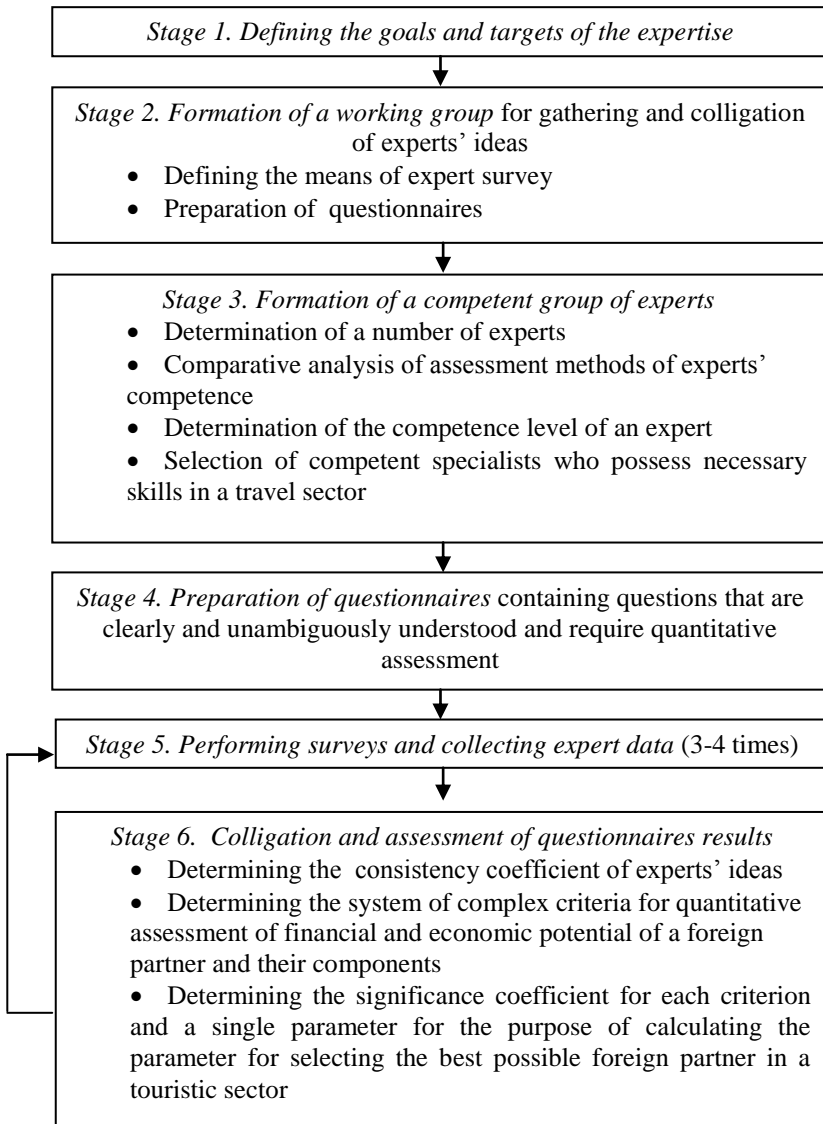 Stage 1. Defining the goals and targets of the expertise
Stage 2. Formation of a working group for gathering and colligation
of experts’ ideas
• Defining the means of expert survey
• Preparation of questionnaires
Stage 3. Formation of a competent group of experts
• Determination of a number of experts
• Comparative analysis of assessment methods of experts’
competence
• Determination of the competence level of an expert
• Selection of competent specialists who possess necessary
skills in a travel sector
Stage 4. Preparation of questionnaires containing questions that are
clearly and unambiguously understood and require quantitative
assessment
Stage 5. Performing surveys and collecting expert data (3-4 times)
Stage 6. Colligation and assessment of questionnaires results
• Determining the consistency coefficient of experts’ ideas
• Determining the system of complex criteria for quantitative
assessment of financial and economic potential of a foreign
partner and their components
• Determining the significance coefficient for each criterion
and a single parameter for the purpose of calculating the
parameter for selecting the best possible foreign partner in a
touristic sector